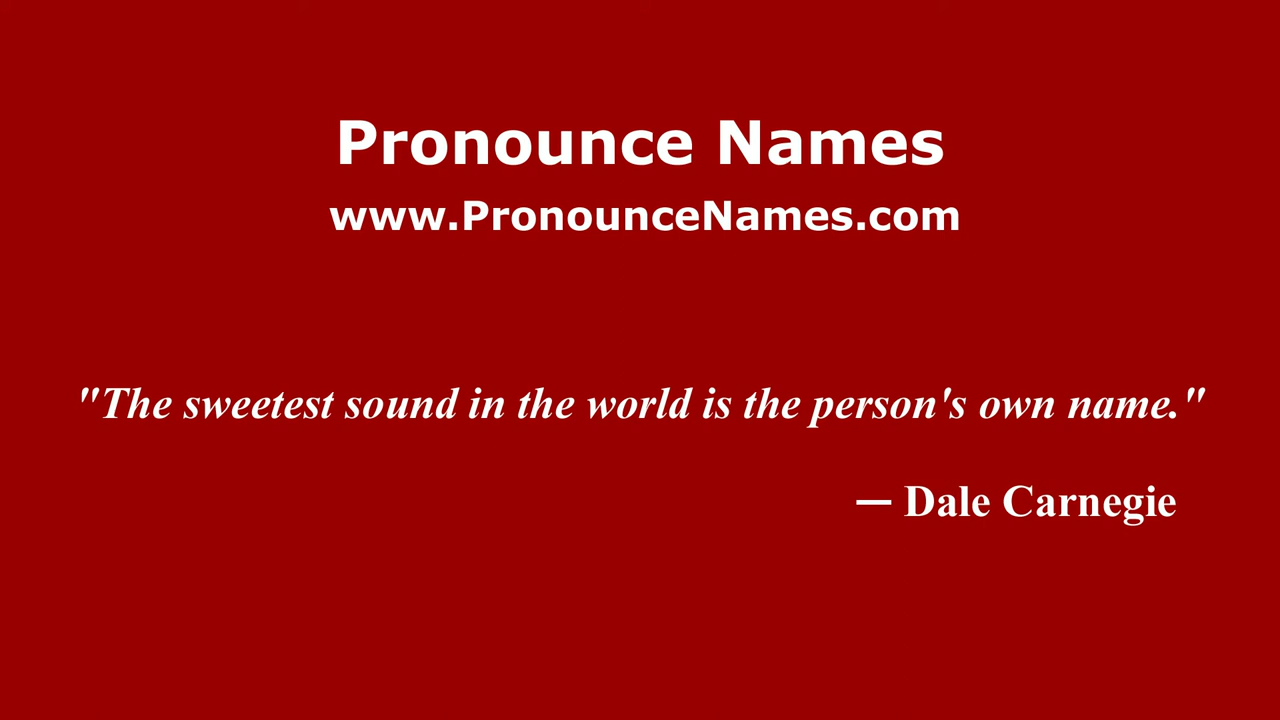 Pronounce Names
www.PronounceNames.com
"The sweetest sound in the world is the person's own name."
— Dale Carnegie